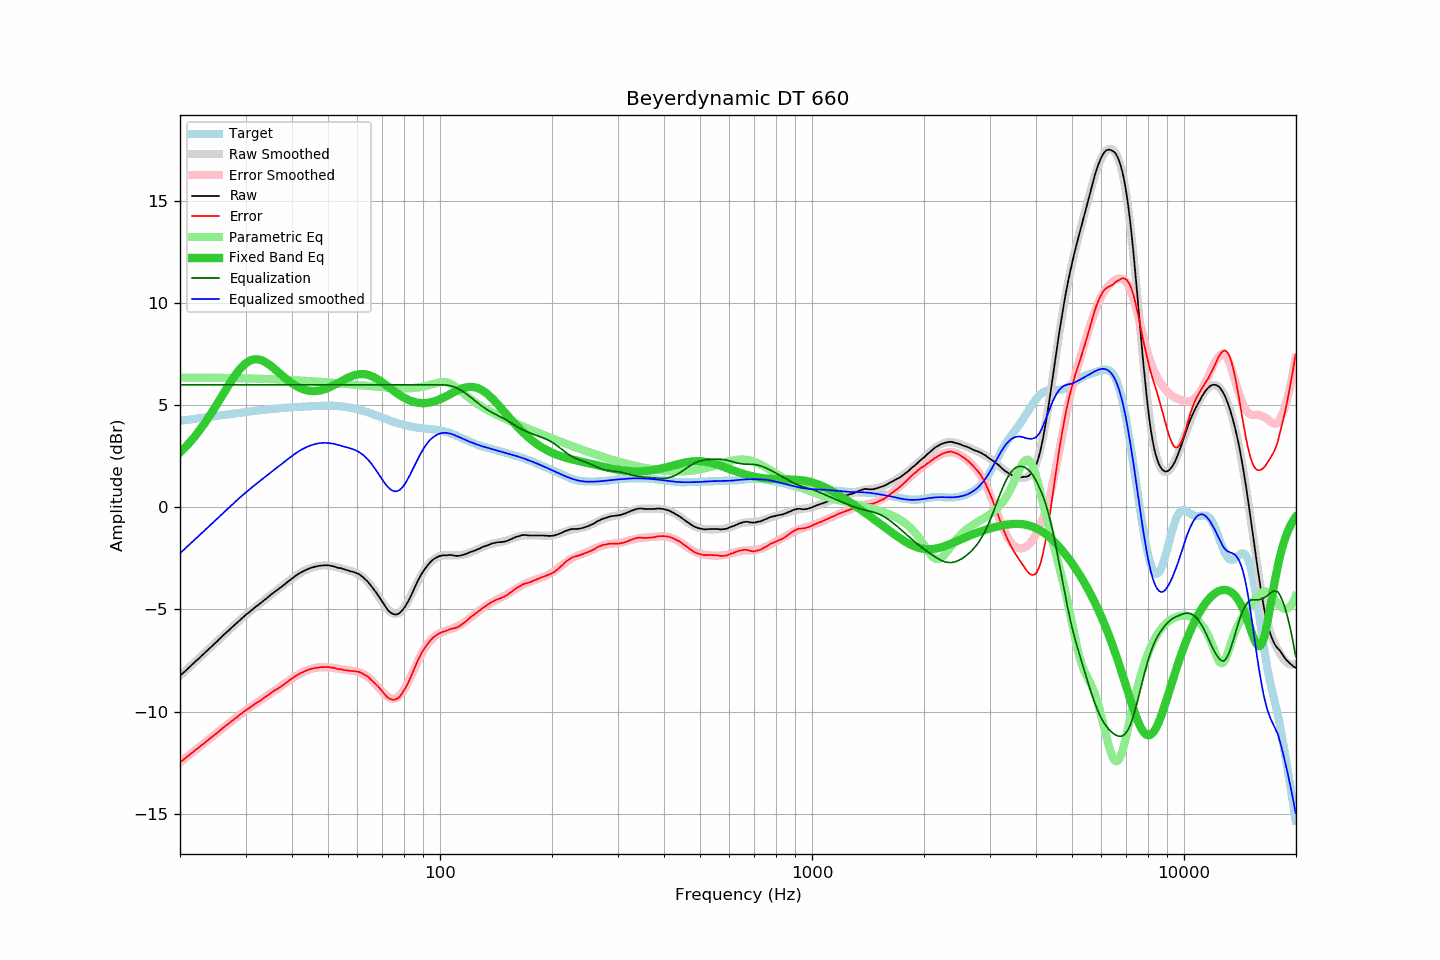 Beyerdynamic DT 660
Target
Raw Smoothed
Error Smoothed
Raw
Error
Parametric Eq
Fixed Band Eq
Equalization
Equalized smoothed
15
10
5
0
−5
−10
−15
Amplitude (dBr)
100
1000
10000
Frequency (Hz)